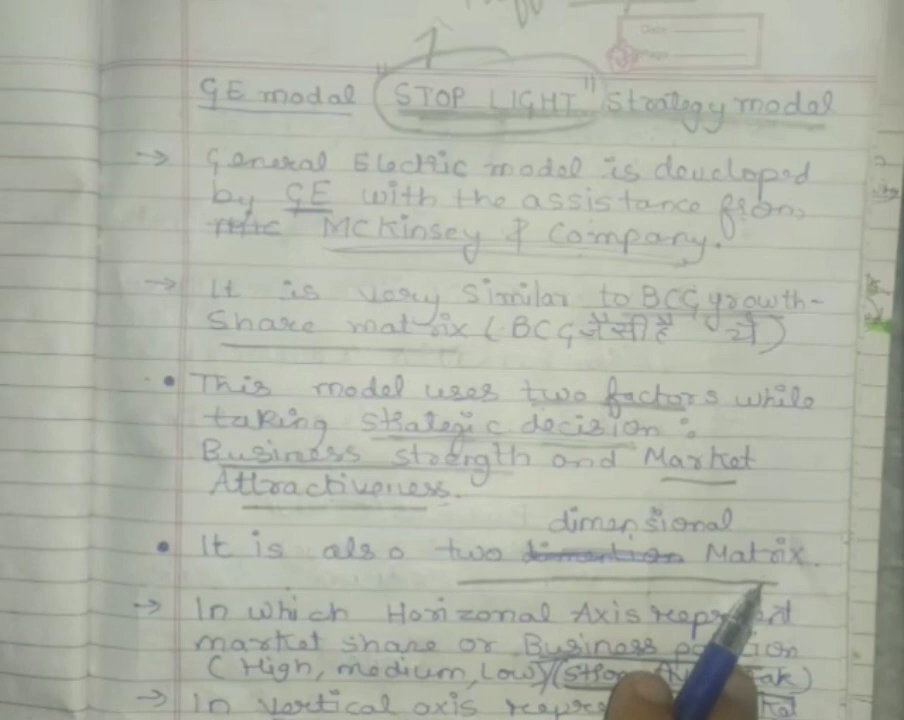 Date
GE modal "STOP LIGHT" Strategy model
→ General Electric model is developed
by GE with the assistance from
McKinsey & Company.
→ It is very similar to BCG growth-
Share matrix (BCG जैसी है ये)
• This model uses two factors while
taking strategic decision :
Business strength and Market
Attractiveness.
dimensional
• It is also two dimention Matrix.
→ In which Horizonal Axis represent
market share or Business position
(High, medium, Low) (Strong
→ In vertical axis